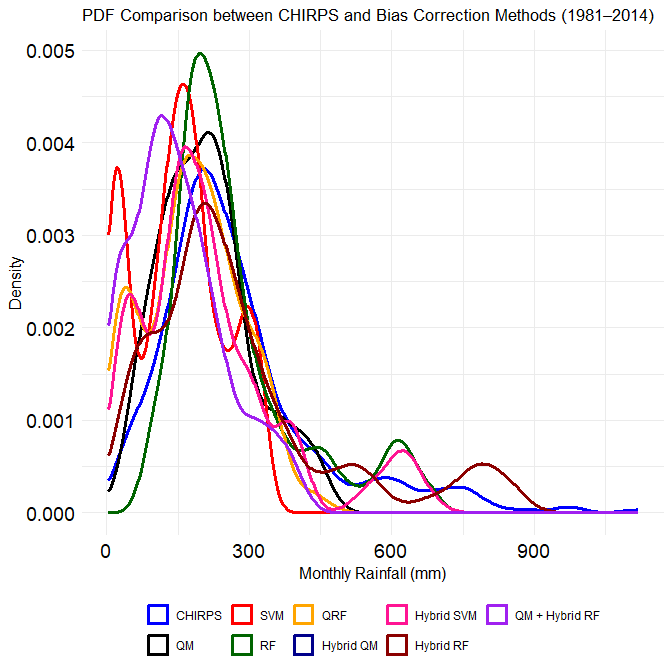 PDF Comparison between CHIRPS and Bias Correction Methods (1981–2014)
0.005
0.004
0.003
0.002
0.001
0.000
Density
0 300 600 900
Monthly Rainfall (mm)
CHIRPS SVM QRF Hybrid SVM QM + Hybrid RF
QM RF Hybrid QM Hybrid RF